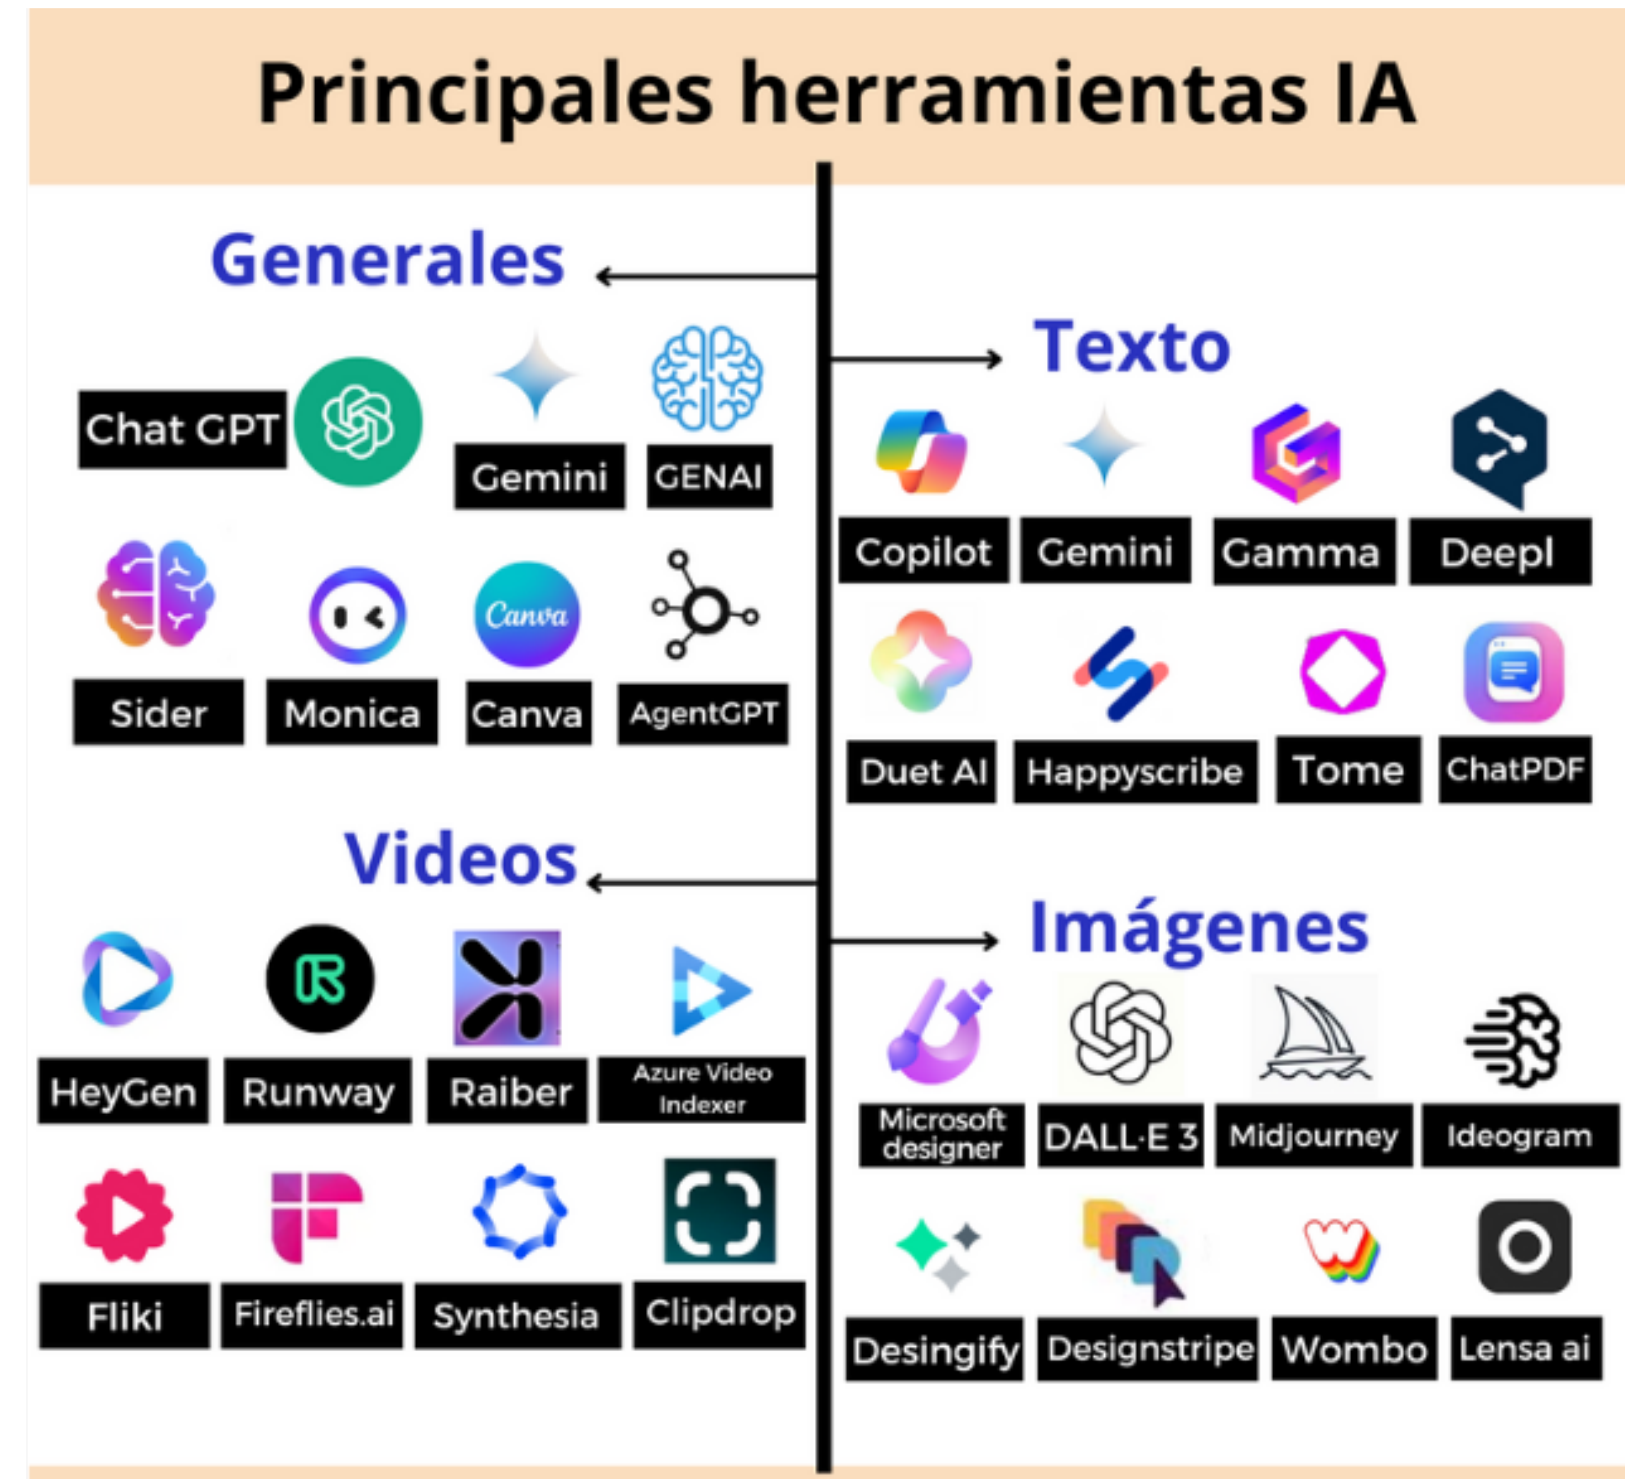 Principales herramientas IA
Generales
Chat GPT
Gemini
GENAI
Sider
Monica
Canva
Canva
AgentGPT
Texto
Copilot
Gemini
Gamma
Deepl
Duet AI
Happyscribe
Tome
ChatPDF
Videos
HeyGen
Runway
Raiber
Azure Video
Indexer
Fliki
Fireflies.ai
Synthesia
Clipdrop
Imágenes
Microsoft
designer
DALL·E 3
Midjourney
Ideogram
Desingify
Designstripe
Wombo
Lensa ai